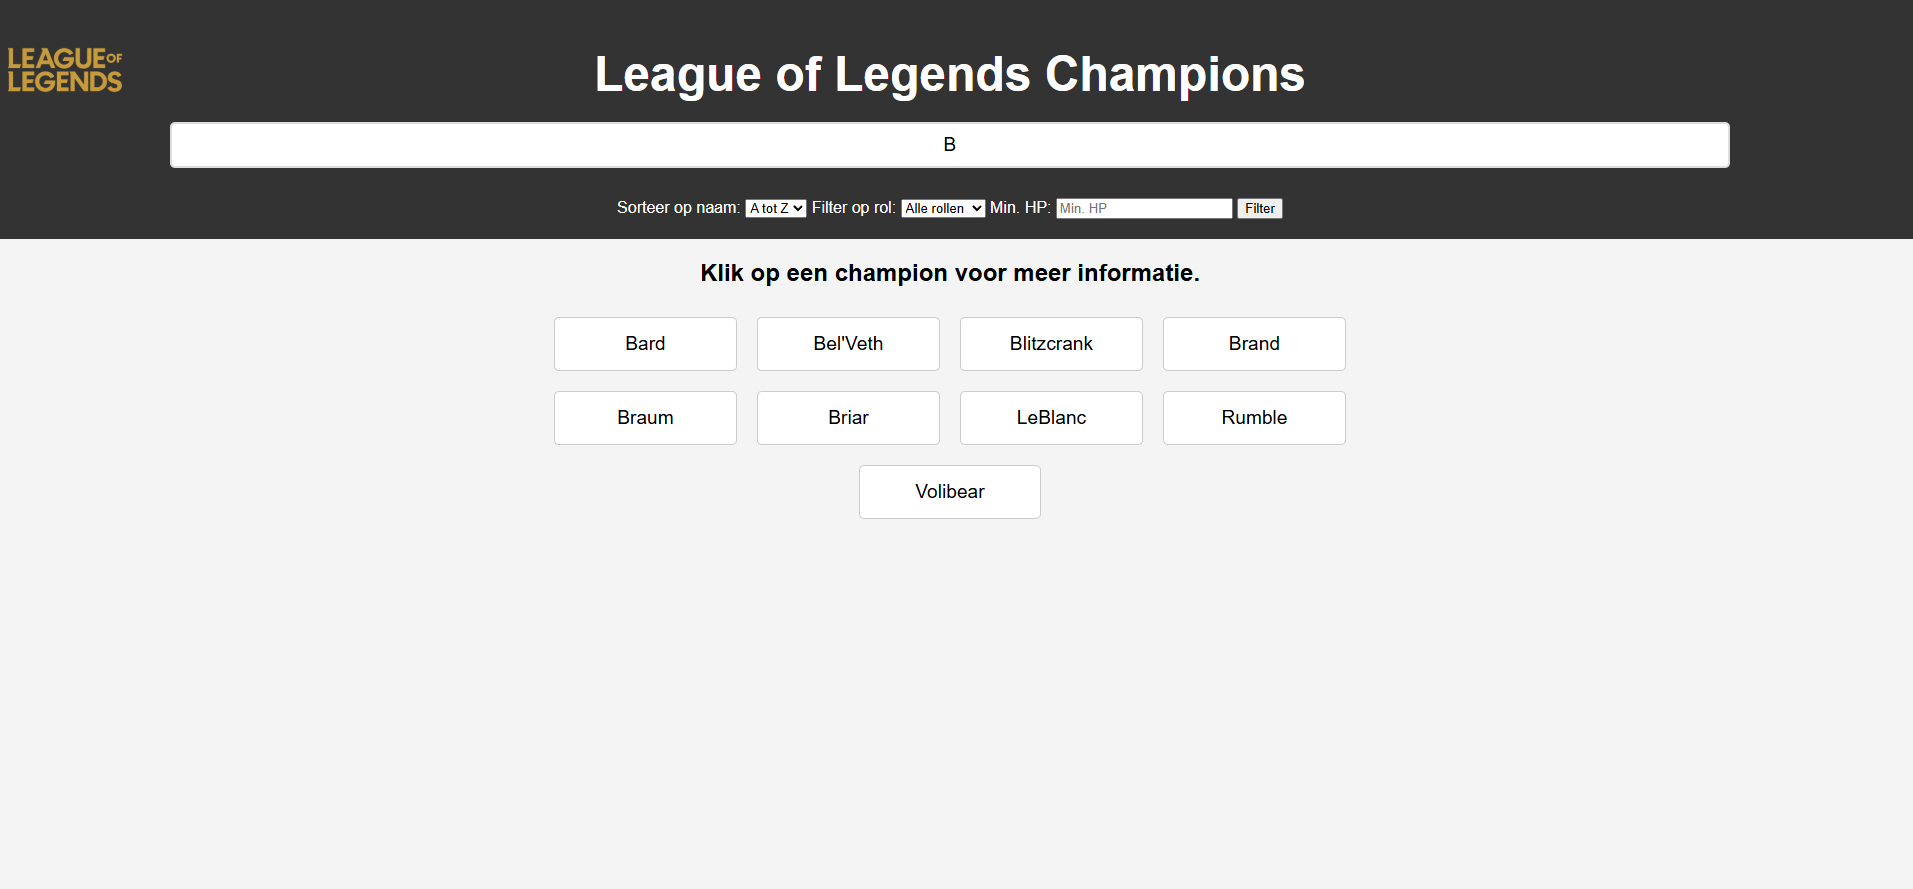 LEAGUE OF
LEGENDS
League of Legends Champions
B
Sorteer op naam: A tot Z Filter op rol: Alle rollen Min. HP: Min. HP Filter
Klik op een champion voor meer informatie.
Bard Bel'Veth Blitzcrank Brand
Braum Briar LeBlanc Rumble
Volibear